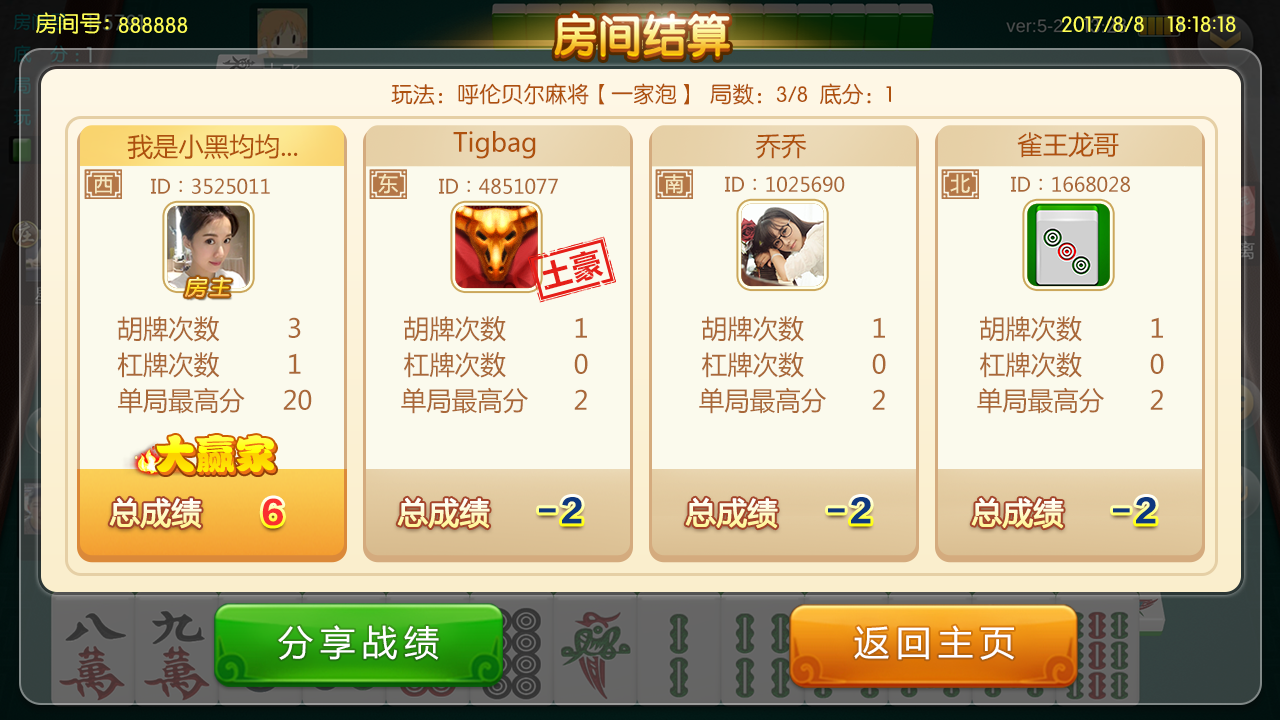 房间号：888888
房间结算
ver:5-2
2017/8/8 18:18:18
玩法：呼伦贝尔麻将【一家泡】 局数：3/8 底分：1
我是小黑均均...
西
ID：3525011
房主
胡牌次数 3
杠牌次数 1
单局最高分 20
大赢家
总成绩 6
Tigbag
东
ID：4851077
土豪
胡牌次数 1
杠牌次数 0
单局最高分 2
总成绩 -2
乔乔
南
ID：1025690
胡牌次数 1
杠牌次数 0
单局最高分 2
总成绩 -2
雀王龙哥
北
ID：1668028
胡牌次数 1
杠牌次数 0
单局最高分 2
总成绩 -2
八萬
九萬
分享战绩
返回主页